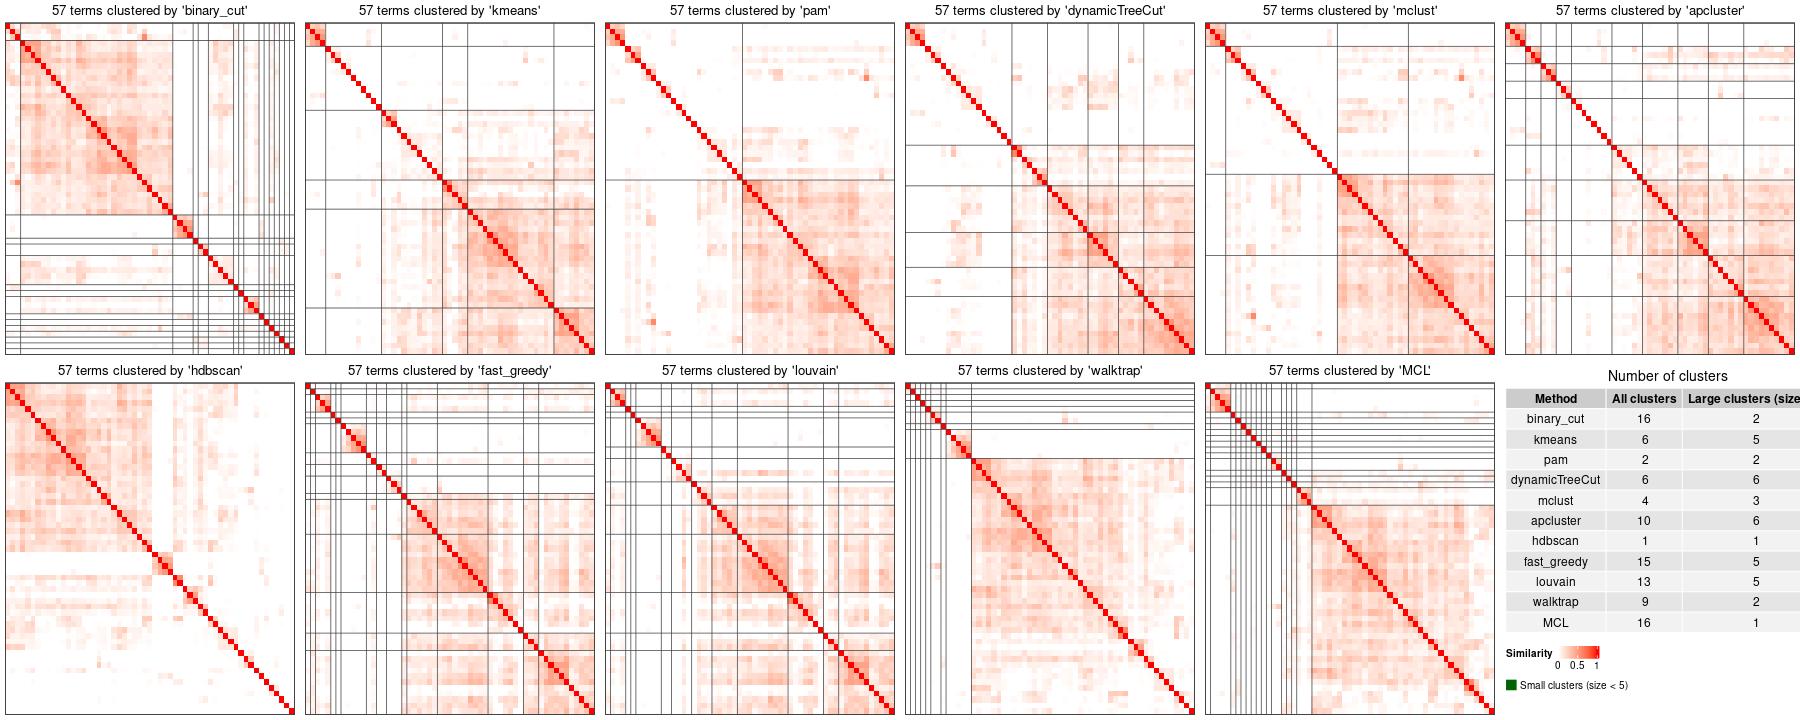 57 terms clustered by 'binary_cut'
57 terms clustered by 'kmeans'
57 terms clustered by 'pam'
57 terms clustered by 'dynamicTreeCut'
57 terms clustered by 'mclust'
57 terms clustered by 'apcluster'
57 terms clustered by 'hdbscan'
57 terms clustered by 'fast_greedy'
57 terms clustered by 'louvain'
57 terms clustered by 'walktrap'
57 terms clustered by 'MCL'
Number of clusters
Method All clusters Large clusters (size
binary_cut 16 2
kmeans 6 5
pam 2 2
dynamicTreeCut 6 6
mclust 4 3
apcluster 10 6
hdbscan 1 1
fast_greedy 15 5
louvain 13 5
walktrap 9 2
MCL 16 1
Similarity
0 0.5 1
Small clusters (size < 5)